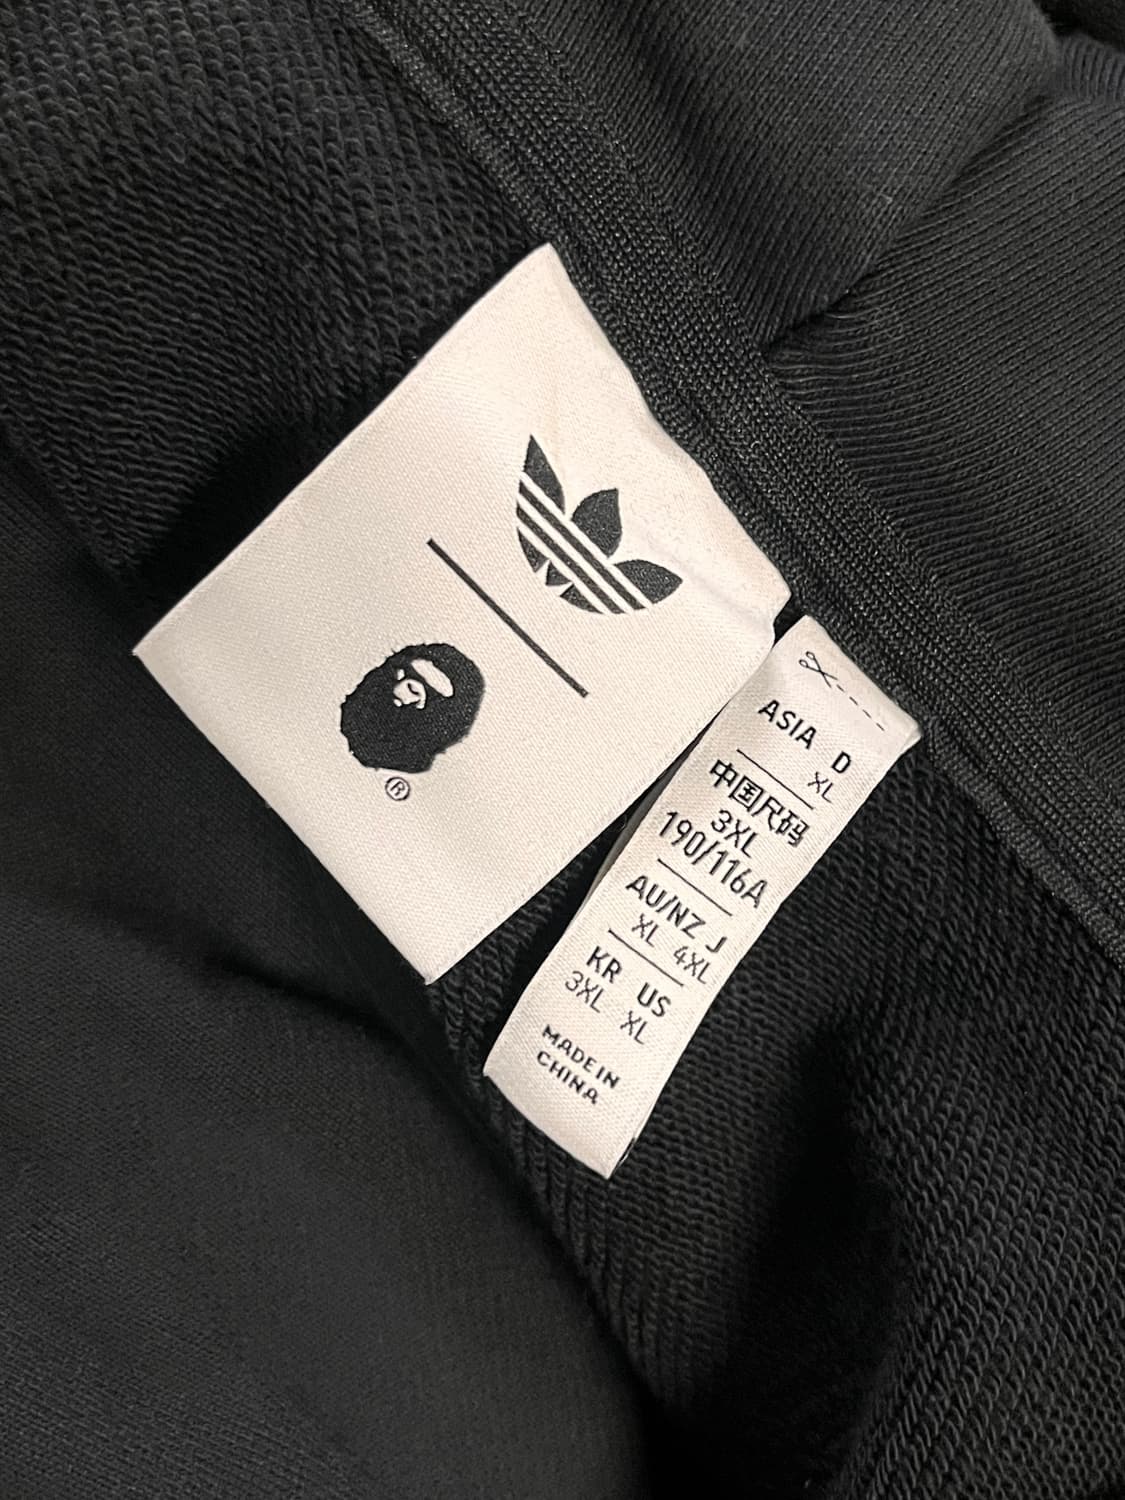 ®
ASIA D
XL
中国尺码
3XL
190/116A
AU/NZ J
XL 4XL
KR US
3XL XL
MADE IN
CHINA